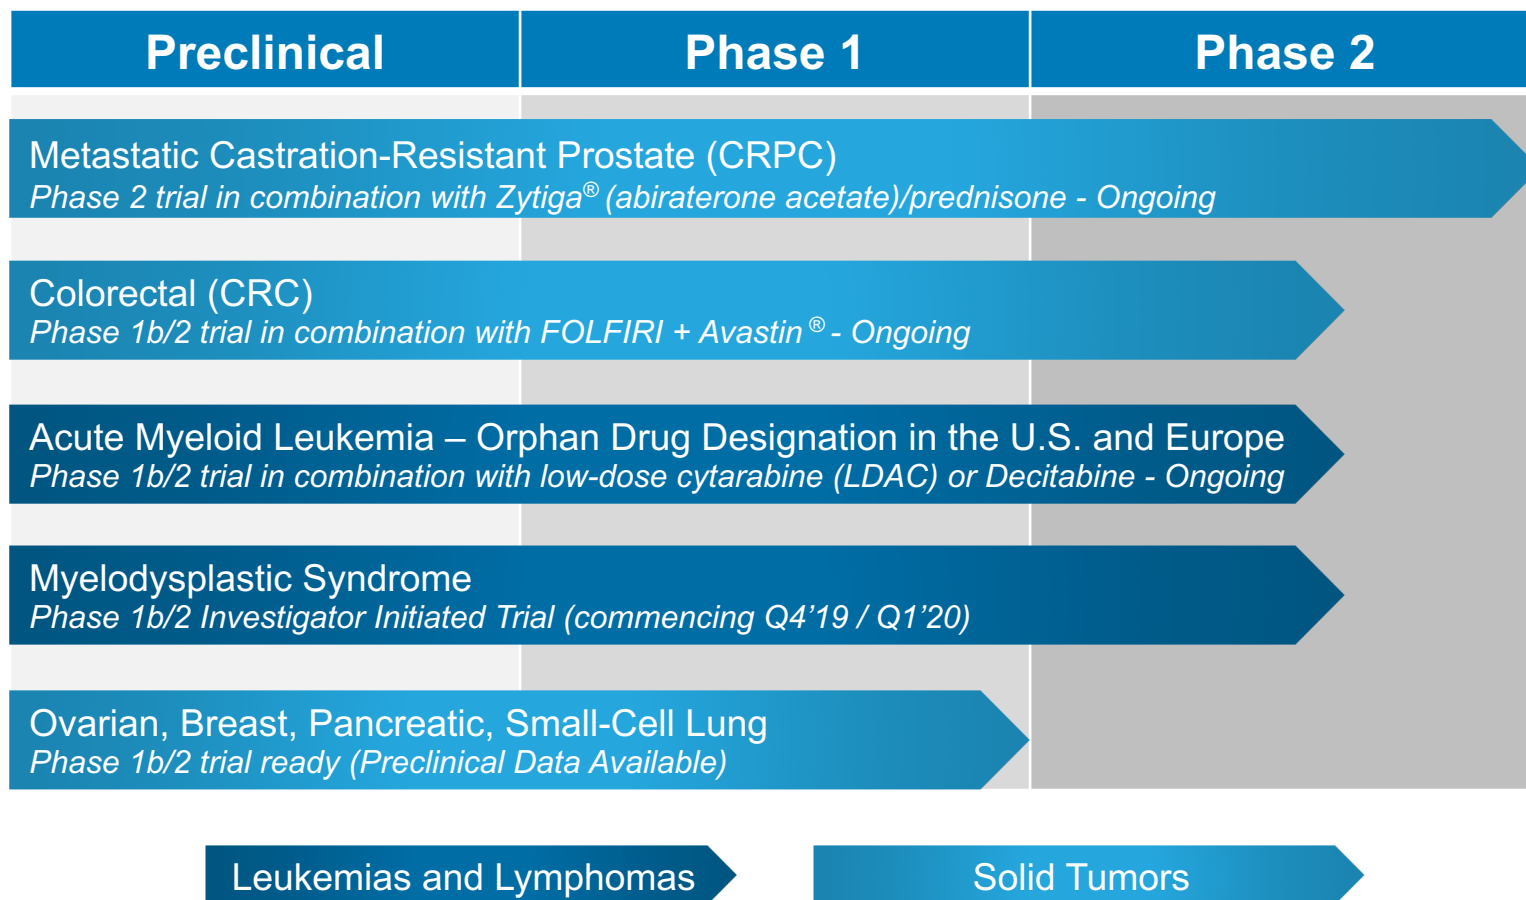 Preclinical
Phase 1
Phase 2
Metastatic Castration-Resistant Prostate (CRPC)
Phase 2 trial in combination with Zytiga® (abiraterone acetate)/prednisone - Ongoing
Colorectal (CRC)
Phase 1b/2 trial in combination with FOLFIRI + Avastin ® - Ongoing
Acute Myeloid Leukemia – Orphan Drug Designation in the U.S. and Europe
Phase 1b/2 trial in combination with low-dose cytarabine (LDAC) or Decitabine - Ongoing
Myelodysplastic Syndrome
Phase 1b/2 Investigator Initiated Trial (commencing Q4’19 / Q1’20)
Ovarian, Breast, Pancreatic, Small-Cell Lung
Phase 1b/2 trial ready (Preclinical Data Available)
Leukemias and Lymphomas
Solid Tumors